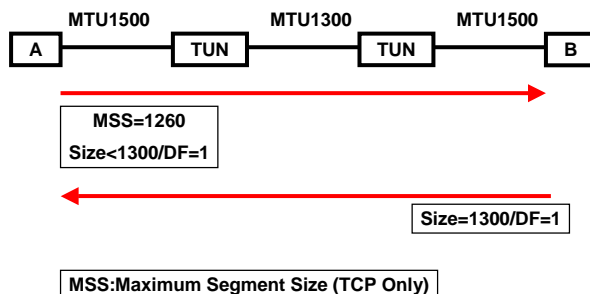 MTU1500 MTU1300 MTU1500
A TUN TUN B
MSS=1260
Size<1300/DF=1
Size=1300/DF=1
MSS:Maximum Segment Size (TCP Only)